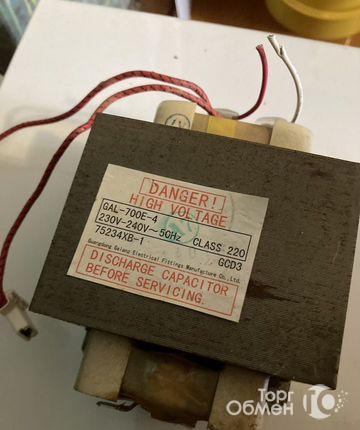 DANGER!
HIGH VOLTAGE
GAL-700E-4
230V-240V~50Hz CLASS 220
75234XB-1 GCD3
Guangdong Galanz Electrical Fittings Manufacture Co.,Ltd.
DISCHARGE CAPACITOR
BEFORE SERVICING.
Торг
Обмен